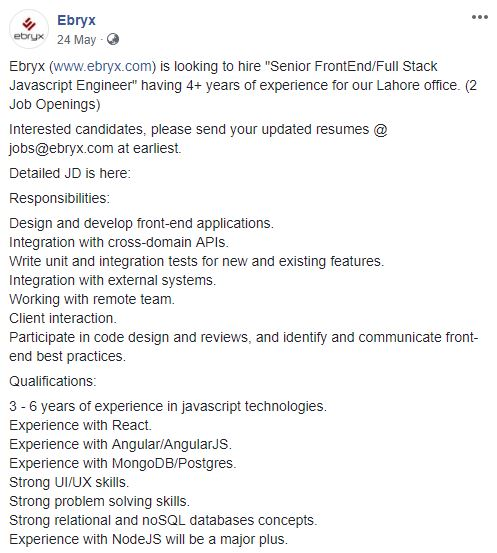 ebryx
Ebryx
24 May ·
Ebryx (www.ebryx.com) is looking to hire "Senior FrontEnd/Full Stack
Javascript Engineer" having 4+ years of experience for our Lahore office. (2
Job Openings)
Interested candidates, please send your updated resumes @
jobs@ebryx.com at earliest.
Detailed JD is here:
Responsibilities:
Design and develop front-end applications.
Integration with cross-domain APIs.
Write unit and integration tests for new and existing features.
Integration with external systems.
Working with remote team.
Client interaction.
Participate in code design and reviews, and identify and communicate front-
end best practices.
Qualifications:
3 - 6 years of experience in javascript technologies.
Experience with React.
Experience with Angular/AngularJS.
Experience with MongoDB/Postgres.
Strong UI/UX skills.
Strong problem solving skills.
Strong relational and noSQL databases concepts.
Experience with NodeJS will be a major plus.